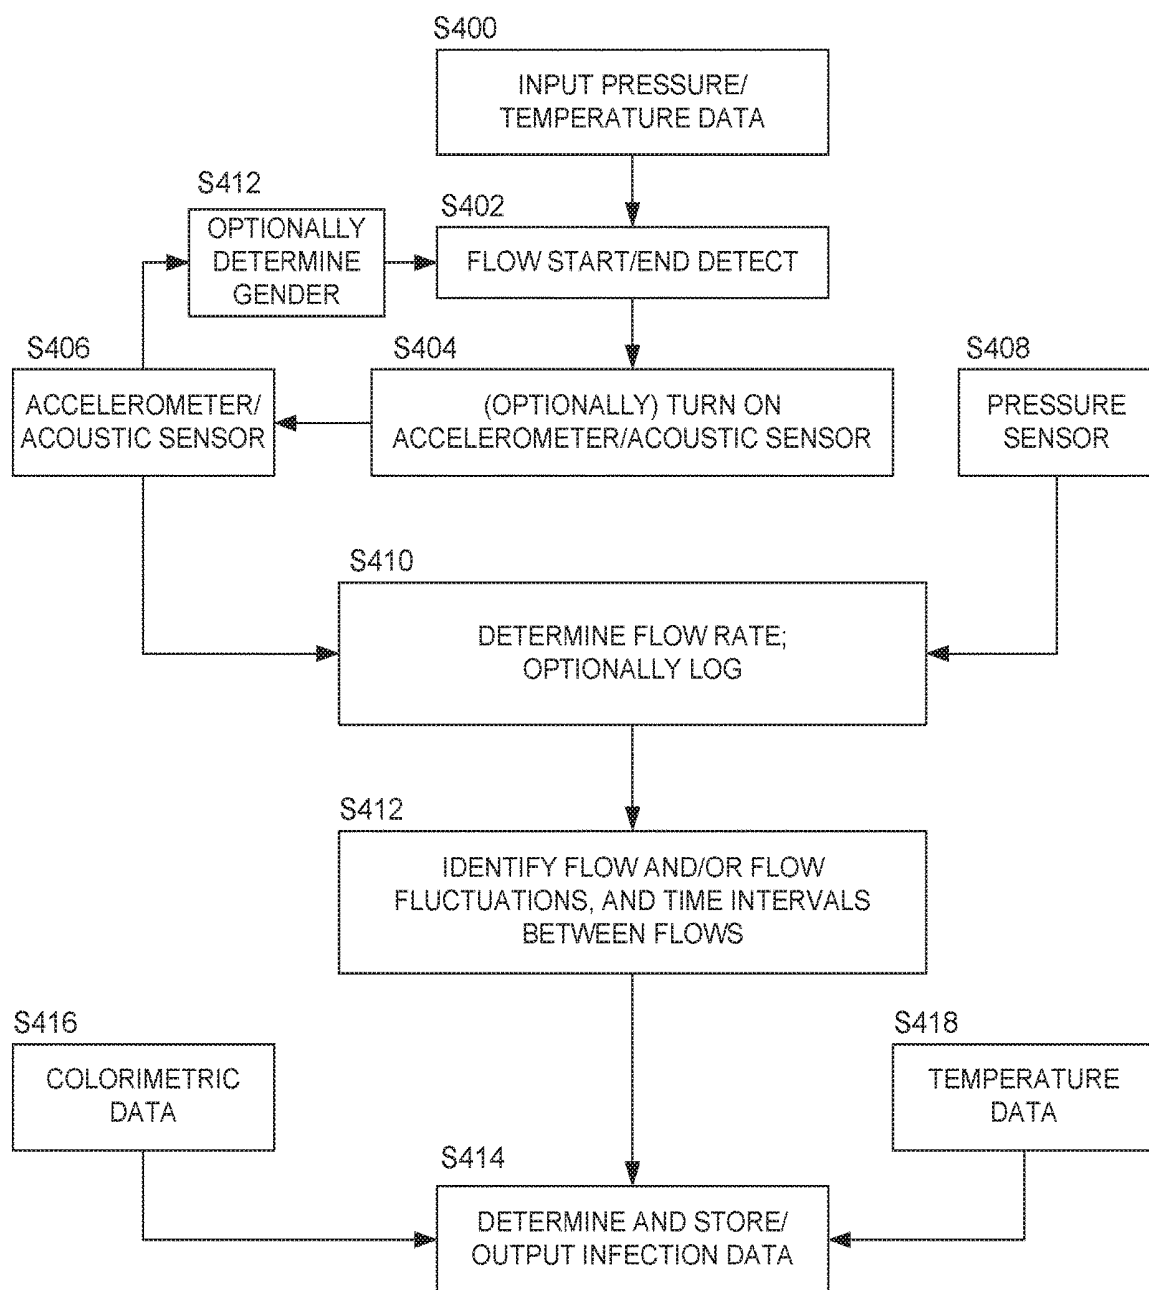 S400
INPUT PRESSURE/
TEMPERATURE DATA
S412
OPTIONALLY
DETERMINE
GENDER
S402
FLOW START/END DETECT
S406
ACCELEROMETER/
ACOUSTIC SENSOR
S404
(OPTIONALLY) TURN ON
ACCELEROMETER/ACOUSTIC SENSOR
S408
PRESSURE
SENSOR
S410
DETERMINE FLOW RATE;
OPTIONALLY LOG
S412
IDENTIFY FLOW AND/OR FLOW
FLUCTUATIONS, AND TIME INTERVALS
BETWEEN FLOWS
S416
COLORIMETRIC
DATA
S418
TEMPERATURE
DATA
S414
DETERMINE AND STORE/
OUTPUT INFECTION DATA